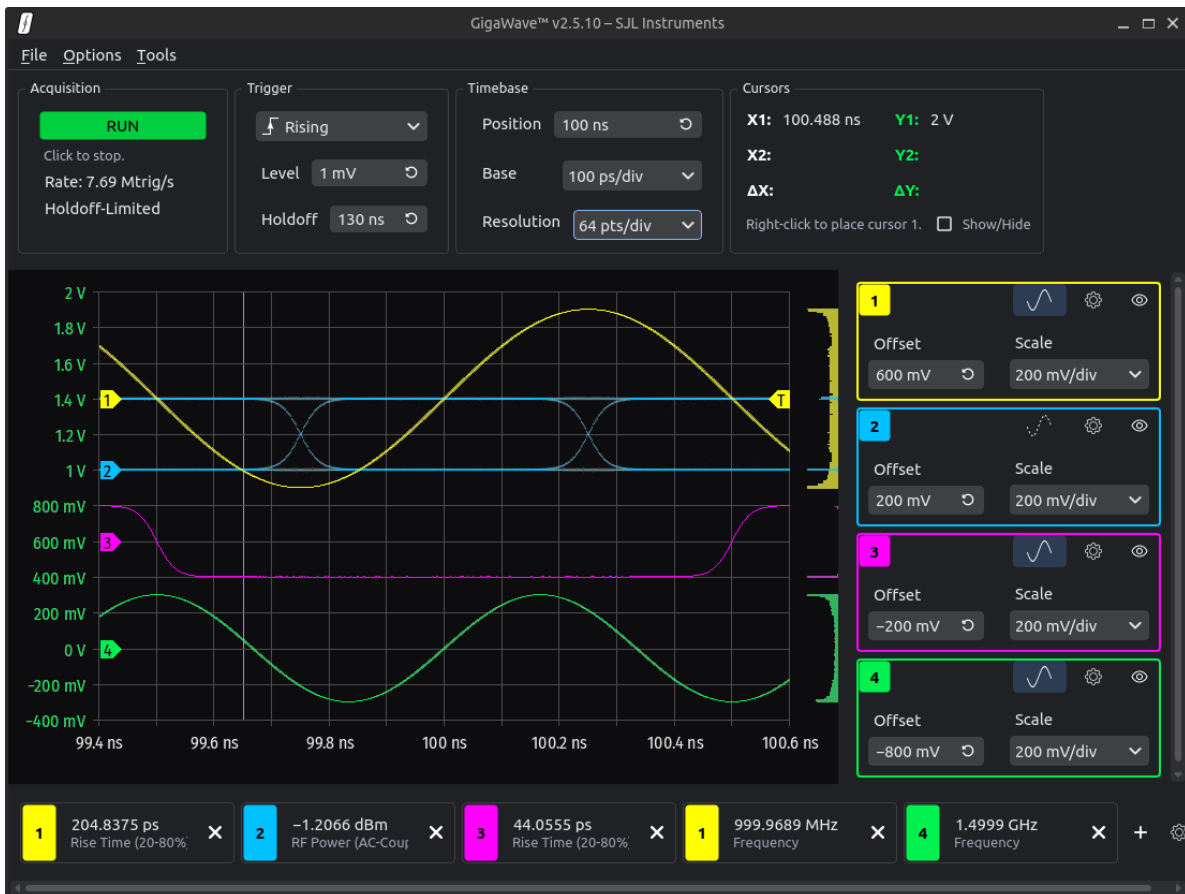 GigaWave™ v2.5.10 – SJL Instruments
File Options Tools
Acquisition
RUN
Click to stop.
Rate: 7.69 Mtrig/s
Holdoff-Limited
Trigger
Rising
Level 1 mV
Holdoff 130 ns
Timebase
Position 100 ns
Base 100 ps/div
Resolution 64 pts/div
Cursors
X1: 100.488 ns Y1: 2 V
X2: Y2:
ΔX: ΔY:
Right-click to place cursor 1. Show/Hide
2 V
1.8 V
1.6 V
1.4 V
1.2 V
1 V
800 mV
600 mV
400 mV
200 mV
0 V
−200 mV
−400 mV
1
T
2
3
4
99.4 ns 99.6 ns 99.8 ns 100 ns 100.2 ns 100.4 ns 100.6 ns
1
Offset Scale
600 mV 200 mV/div
2
Offset Scale
200 mV 200 mV/div
3
Offset Scale
−200 mV 200 mV/div
4
Offset Scale
−800 mV 200 mV/div
1
204.8375 ps
Rise Time (20-80%
2
−1.2066 dBm
RF Power (AC-Coup
3
44.0555 ps
Rise Time (20-80%
1
999.9689 MHz
Frequency
4
1.4999 GHz
Frequency